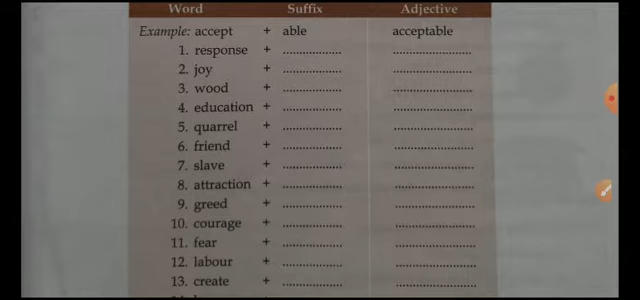 Word Suffix Adjective
Example: accept + able acceptable
1. response + .................. ........................
2. joy + .................. ........................
3. wood + .................. ........................
4. education + .................. ........................
5. quarrel + .................. ........................
6. friend + .................. ........................
7. slave + .................. ........................
8. attraction + .................. ........................
9. greed + .................. ........................
10. courage + .................. ........................
11. fear + .................. ........................
12. labour + .................. ........................
13. create + .................. ........................